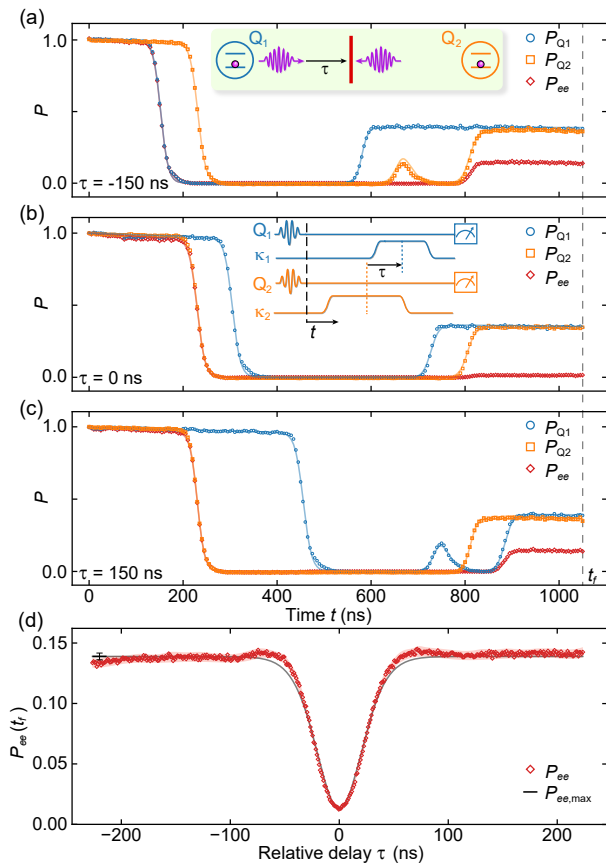 (a)
1.0
P
0.0
τ = -150 ns
Q1
τ
Q2
PQ1
PQ2
Pee
(b)
1.0
P
0.0
τ = 0 ns
Q1
κ1
τ
Q2
κ2
t
PQ1
PQ2
Pee
(c)
1.0
P
0.0
τ = 150 ns
PQ1
PQ2
Pee
tf
0 200 400 600 800 1000
Time t (ns)
(d)
0.15
0.10
0.05
0.00
Pee (tf)
Pee
Pee,max
−200 −100 0 100 200
Relative delay τ (ns)